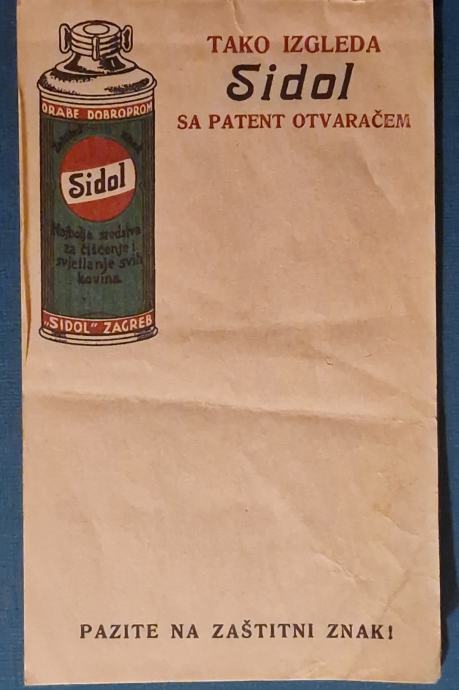 TAKO IZGLEDA
Sidol
SA PATENT OTVARAČEM
ORABE DOBROPROM
Sidol
Najbolje sredstvo
za čišćenje i
svjetlanje svih
kovina
„SIDOL" ZAGREB
PAZITE NA ZAŠTITNI ZNAK!